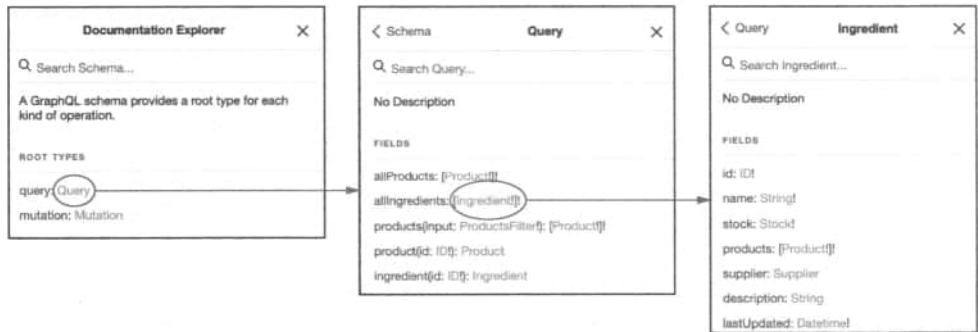 Documentation Explorer
Search Schema...
A GraphQL schema provides a root type for each
kind of operation.
ROOT TYPES
query: Query
mutation: Mutation
Schema
Query
Search Query...
No Description
FIELDS
allProducts: [Product!]!
allIngredients: [Ingredient!]!
products(input: ProductsFilter!): [Product!]!
product(id: ID!): Product
ingredient(id: ID!): Ingredient
Query
Ingredient
Search Ingredient...
No Description
FIELDS
id: ID!
name: String!
stock: Stock!
products: [Product!]!
supplier: Supplier
description: String
lastUpdated: Datetime!